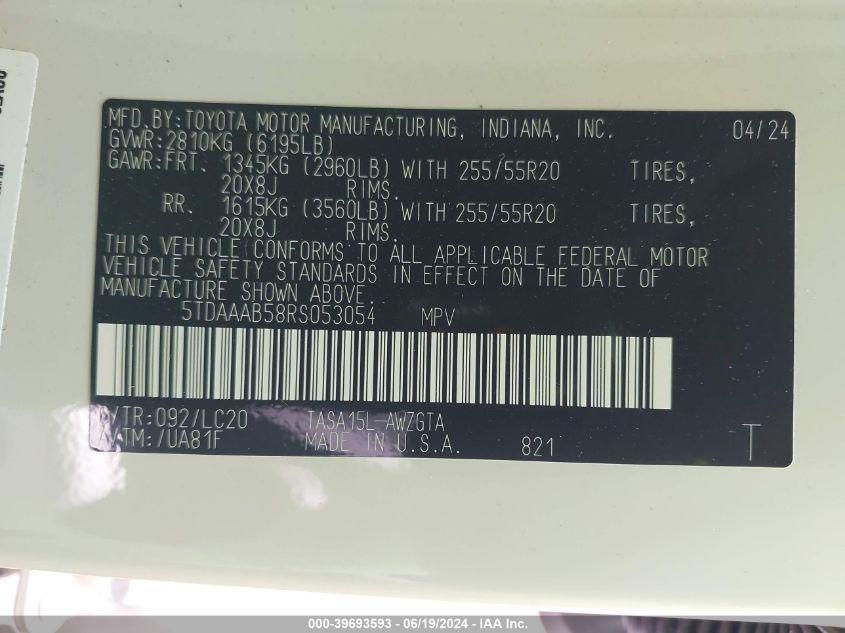 MFD.BY:TOYOTA MOTOR MANUFACTURING, INDIANA, INC. 04/24
GVWR:2810KG (6195LB)
GAWR:FRT. 1345KG (2960LB) WITH 255/55R20 TIRES,
20X8J RIMS.
RR. 1615KG (3560LB) WITH 255/55R20 TIRES,
20X8J RIMS.
THIS VEHICLE CONFORMS TO ALL APPLICABLE FEDERAL MOTOR
VEHICLE SAFETY STANDARDS IN EFFECT ON THE DATE OF
MANUFACTURE SHOWN ABOVE.
5TDAAAB58RS053054 MPV
C/TR:092/LC20 TASA15L-AWZGTA
A/TM:/UA81F MADE IN U.S.A. 821 T
000-39693593 - 06/19/2024 - IAA Inc.